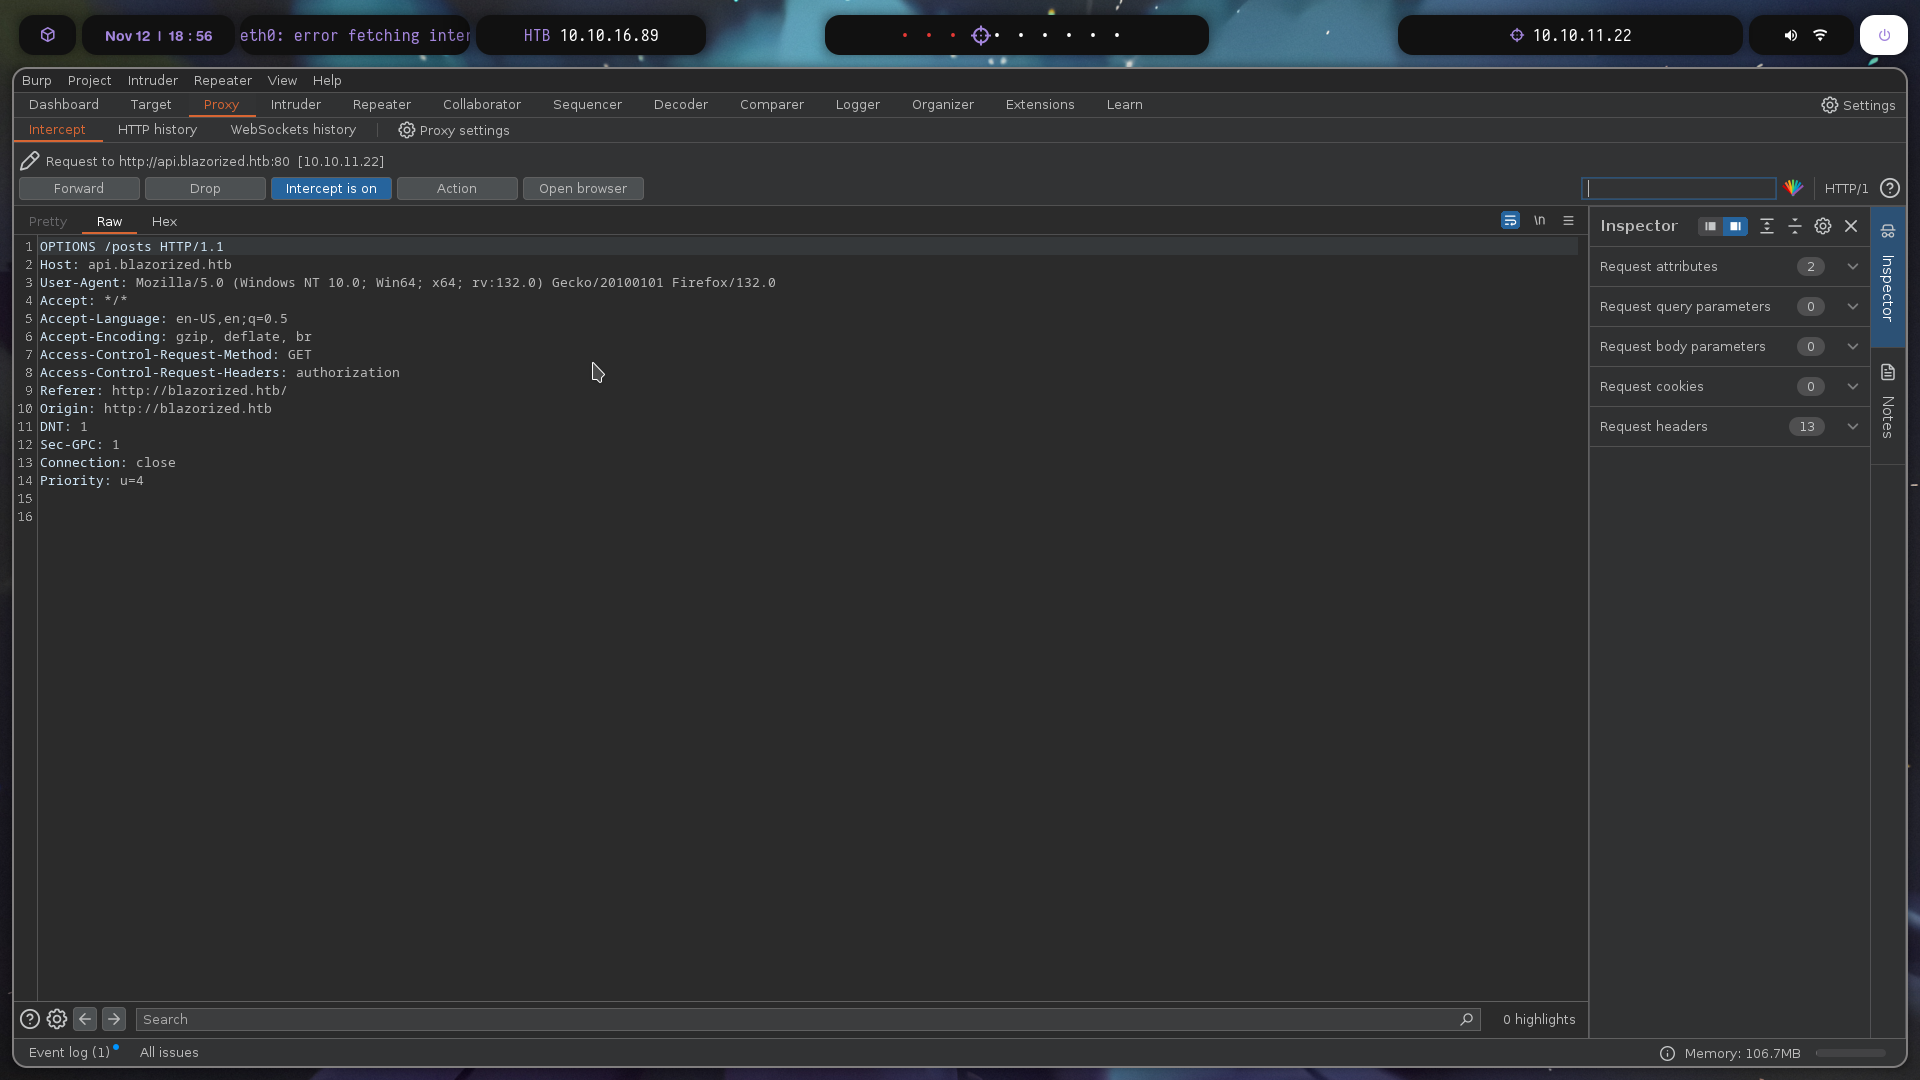 Nov 12 | 18 : 56
eth0: error fetching inter
HTB 10.10.16.89
10.10.11.22
Burp Project Intruder Repeater View Help
Dashboard Target Proxy Intruder Repeater Collaborator Sequencer Decoder Comparer Logger Organizer Extensions Learn Settings
Intercept HTTP history WebSockets history Proxy settings
Request to http://api.blazorized.htb:80 [10.10.11.22]
Forward Drop Intercept is on Action Open browser HTTP/1 ?
Pretty Raw Hex \n
Inspector
1 OPTIONS /posts HTTP/1.1
2 Host: api.blazorized.htb
3 User-Agent: Mozilla/5.0 (Windows NT 10.0; Win64; x64; rv:132.0) Gecko/20100101 Firefox/132.0
4 Accept: */*
5 Accept-Language: en-US,en;q=0.5
6 Accept-Encoding: gzip, deflate, br
7 Access-Control-Request-Method: GET
8 Access-Control-Request-Headers: authorization
9 Referer: http://blazorized.htb/
10 Origin: http://blazorized.htb
11 DNT: 1
12 Sec-GPC: 1
13 Connection: close
14 Priority: u=4
15
16
Request attributes 2
Request query parameters 0
Request body parameters 0
Request cookies 0
Request headers 13
Inspector
Notes
? Search 0 highlights
Event log (1) All issues
Memory: 106.7MB